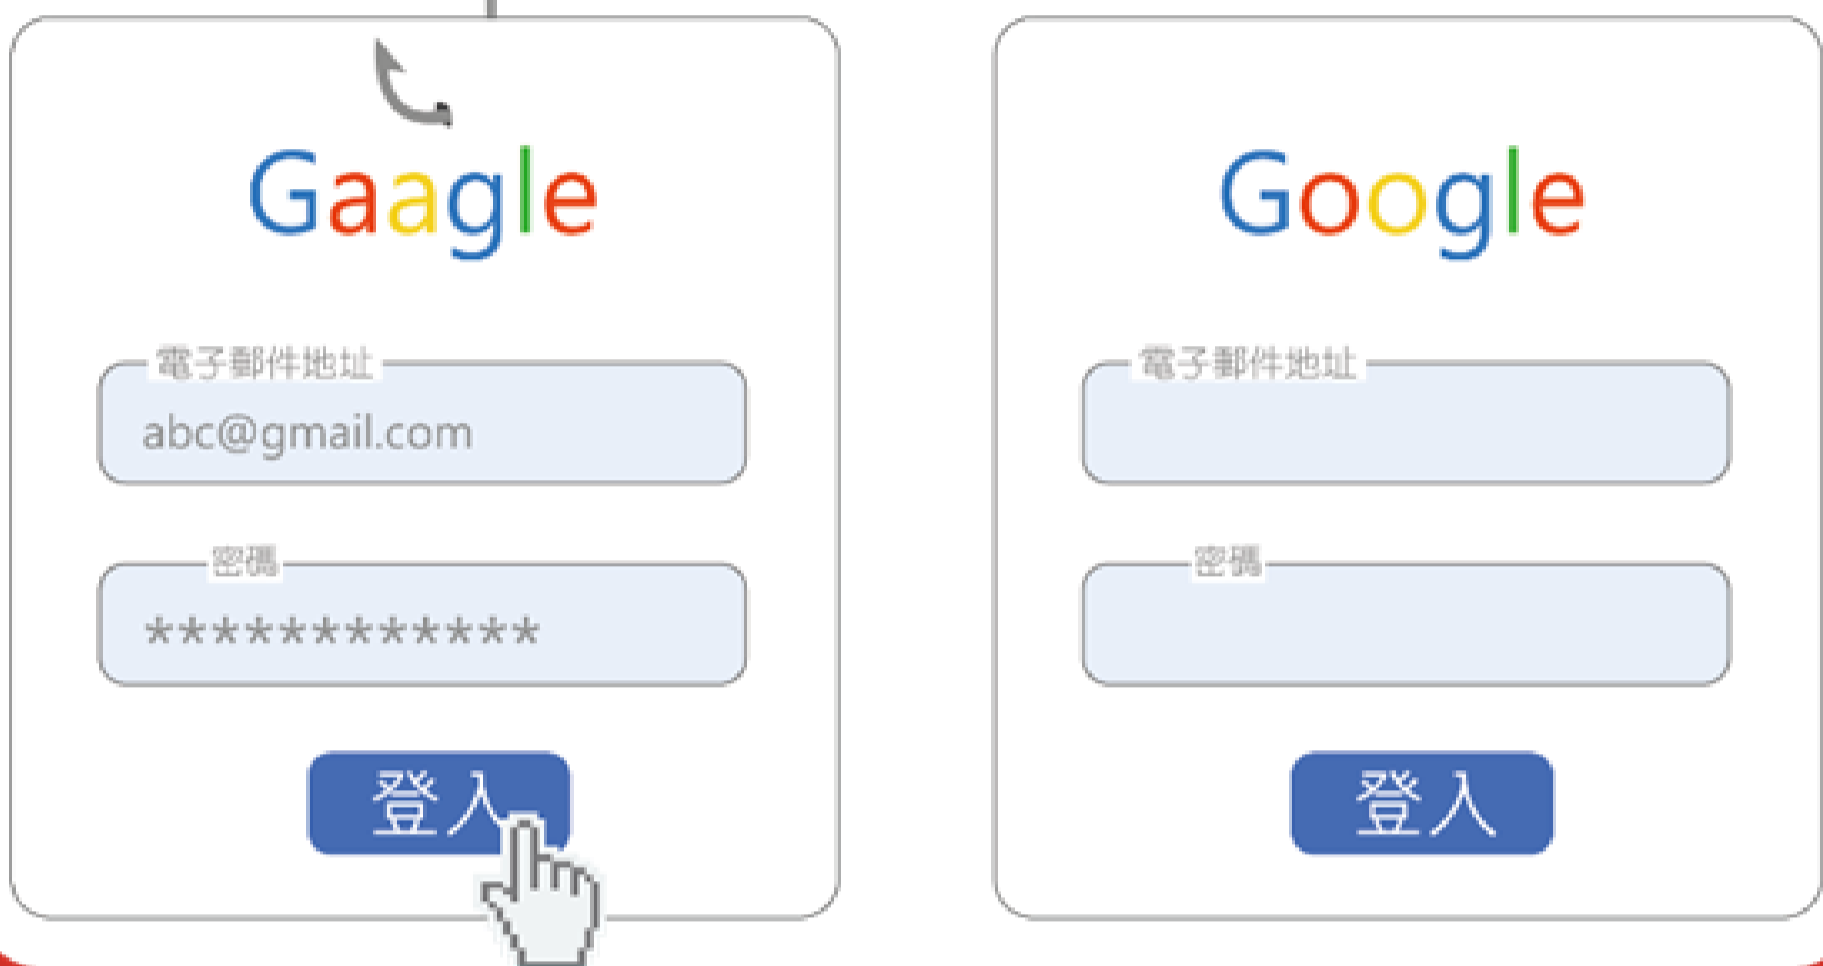 Gaagle
電子郵件地址
abc@gmail.com
密碼
************
登入
Google
電子郵件地址
密碼
登入